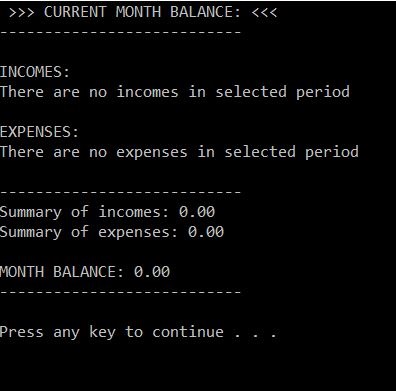 >>> CURRENT MONTH BALANCE: <<<
---------------------------
INCOMES:
There are no incomes in selected period
EXPENSES:
There are no expenses in selected period
---------------------------
Summary of incomes: 0.00
Summary of expenses: 0.00
MONTH BALANCE: 0.00
---------------------------
Press any key to continue . . .